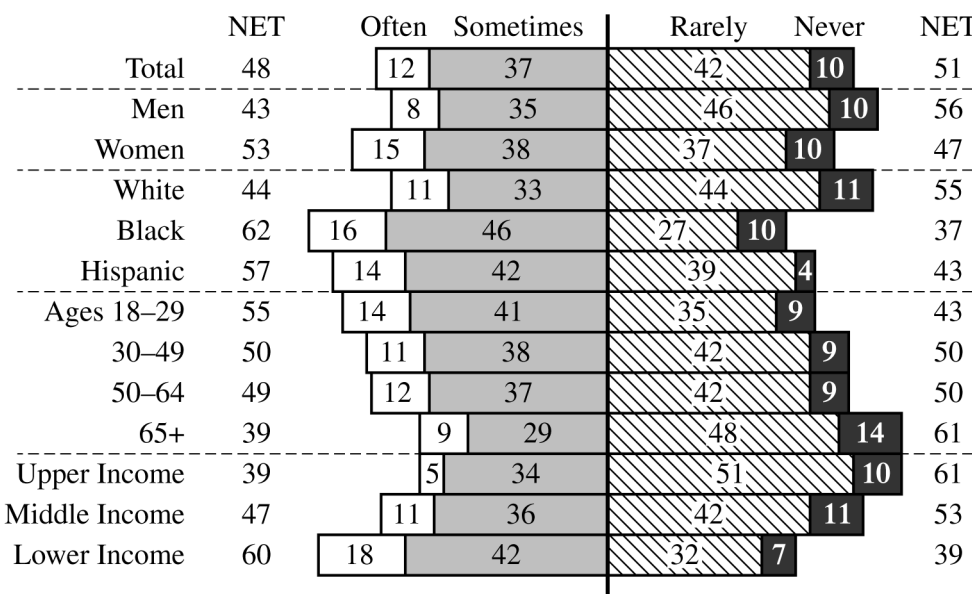 NET Often Sometimes Rarely Never NET
Total 48 12 37 42 10 51
Men 43 8 35 46 10 56
Women 53 15 38 37 10 47
White 44 11 33 44 11 55
Black 62 16 46 27 10 37
Hispanic 57 14 42 39 4 43
Ages 18–29 55 14 41 35 9 43
30–49 50 11 38 42 9 50
50–64 49 12 37 42 9 50
65+ 39 9 29 48 14 61
Upper Income 39 5 34 51 10 61
Middle Income 47 11 36 42 11 53
Lower Income 60 18 42 32 7 39